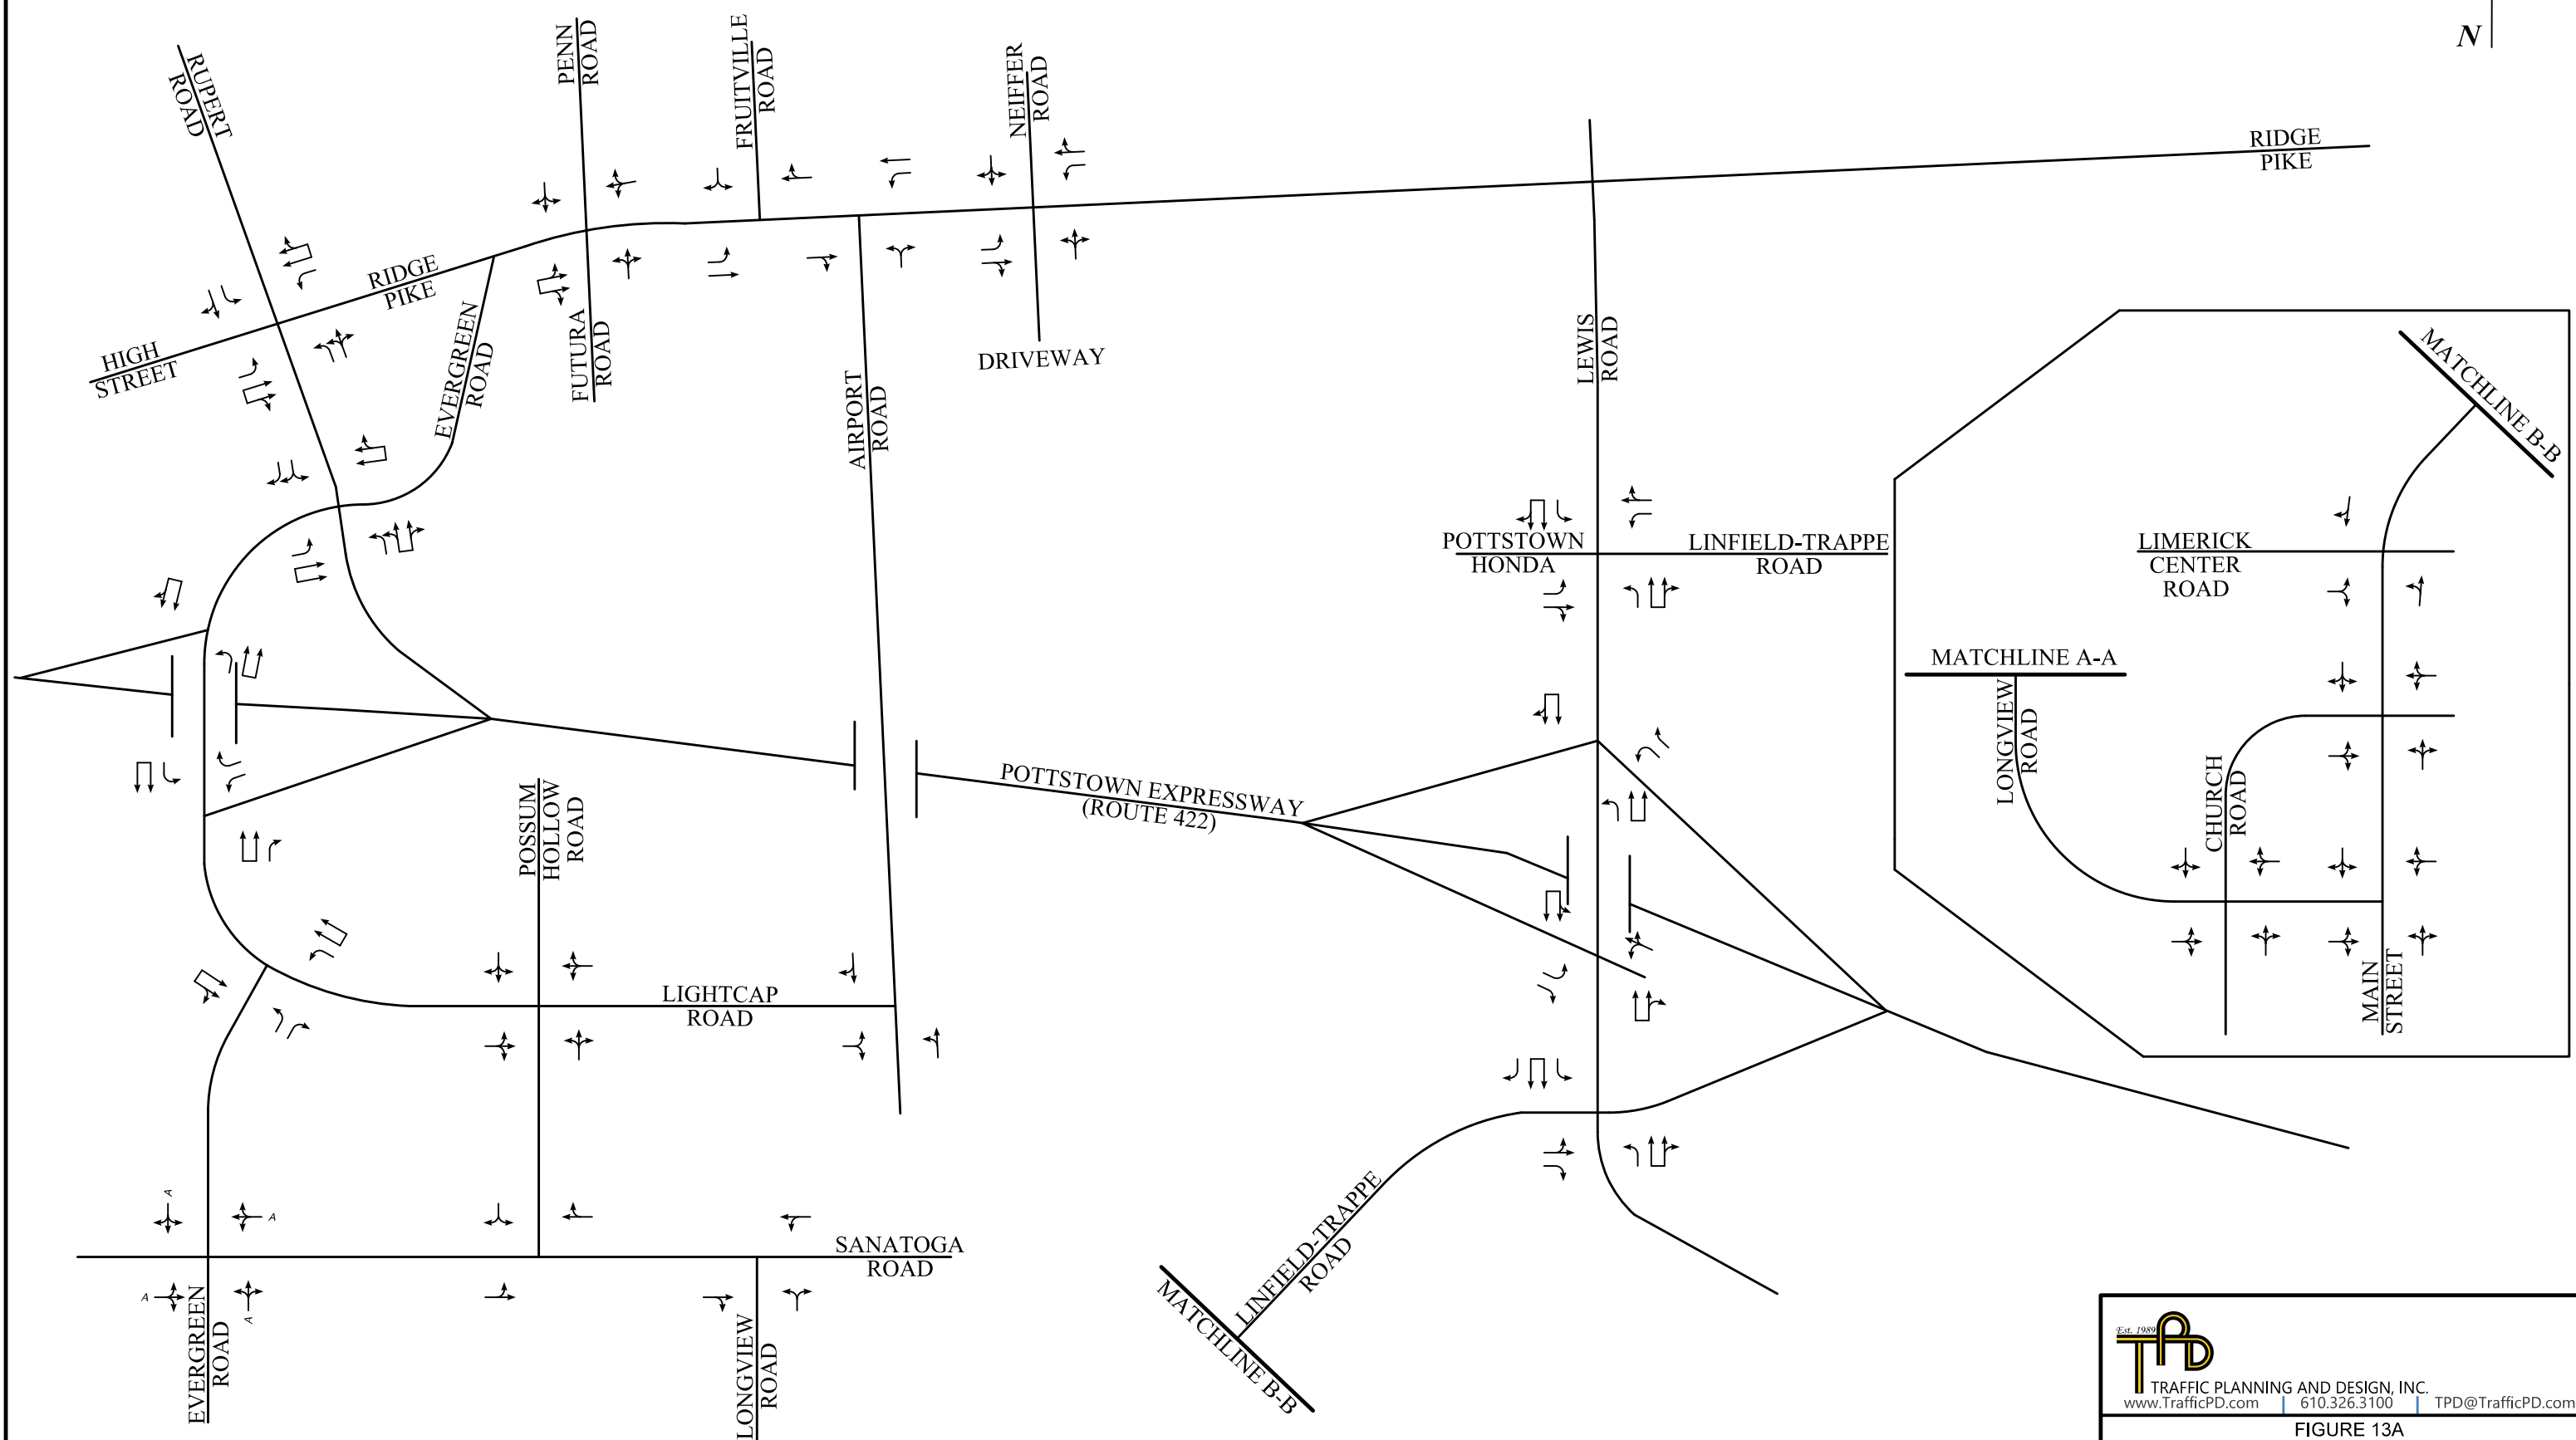 N
RUPERT
ROAD
PENN
ROAD
FRUITVILLE
ROAD
NEIFFER
ROAD
RIDGE
PIKE
RIDGE
PIKE
HIGH
STREET
EVERGREEN
ROAD
FUTURA
ROAD
AIRPORT
ROAD
DRIVEWAY
LEWIS
ROAD
MATCHLINE B-B
POTTSTOWN
HONDA
LINFIELD-TRAPPE
ROAD
LIMERICK
CENTER
ROAD
MATCHLINE A-A
LONGVIEW
ROAD
CHURCH
ROAD
MAIN
STREET
POTTSTOWN EXPRESSWAY
(ROUTE 422)
POSSUM
HOLLOW
ROAD
LIGHTCAP
ROAD
A
A
A
A
SANATOGA
ROAD
EVERGREEN
ROAD
LONGVIEW
ROAD
LINFIELD-TRAPPE
ROAD
MATCHLINE B-B
Est. 1989
TPD
TRAFFIC PLANNING AND DESIGN, INC.
www.TrafficPD.com | 610.326.3100 | TPD@TrafficPD.com
FIGURE 13A